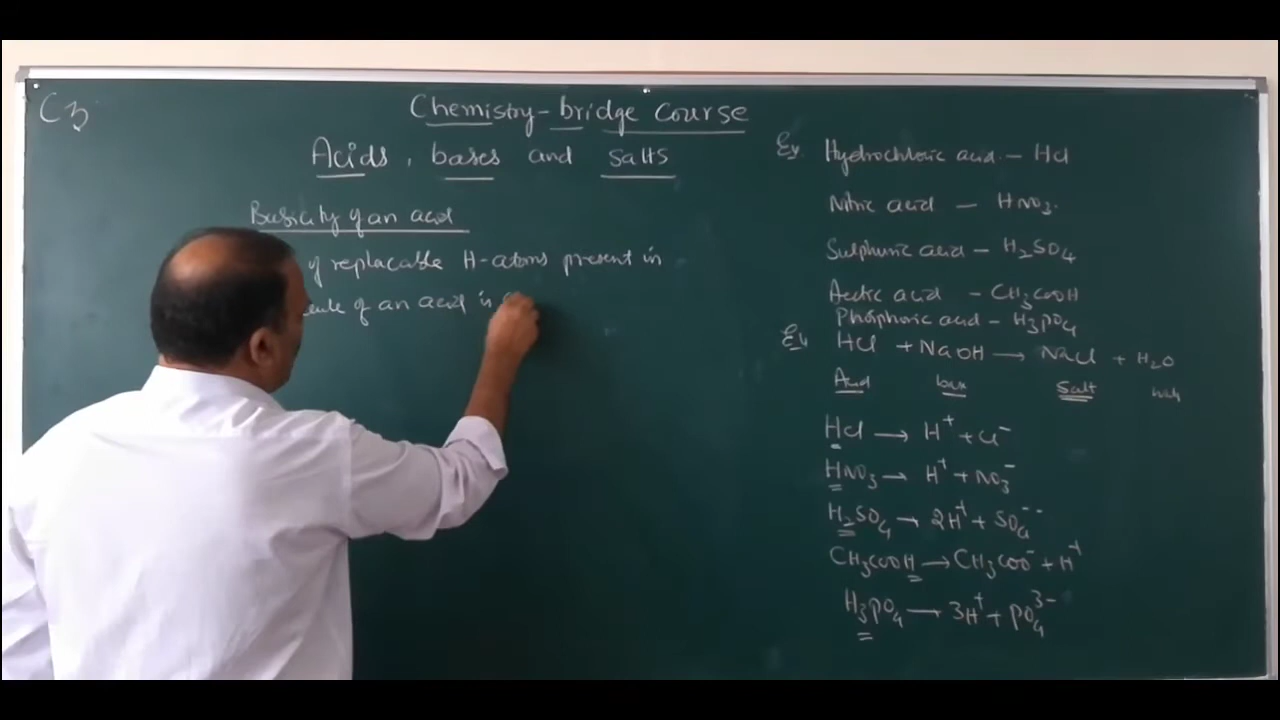 C3
Chemistry-bridge course
Acids, bases and salts
Basicity of an acid
of replacable H-atoms present in
of an acid is
Ex Hydrochloric acid - HCl
Nitric acid - HNO3.
Sulphuric acid - H2SO4
Acetic acid - CH3COOH
Phosphoric acid - H3PO4
Ex HCl + NaOH → NaCl + H2O
Acid base Salt
HCl → H+ + Cl-
HNO3 → H+ + NO3-
H2SO4 → 2H+ + SO4--
CH3COOH → CH3COO- + H+
H3PO4 → 3H+ + PO4 3-